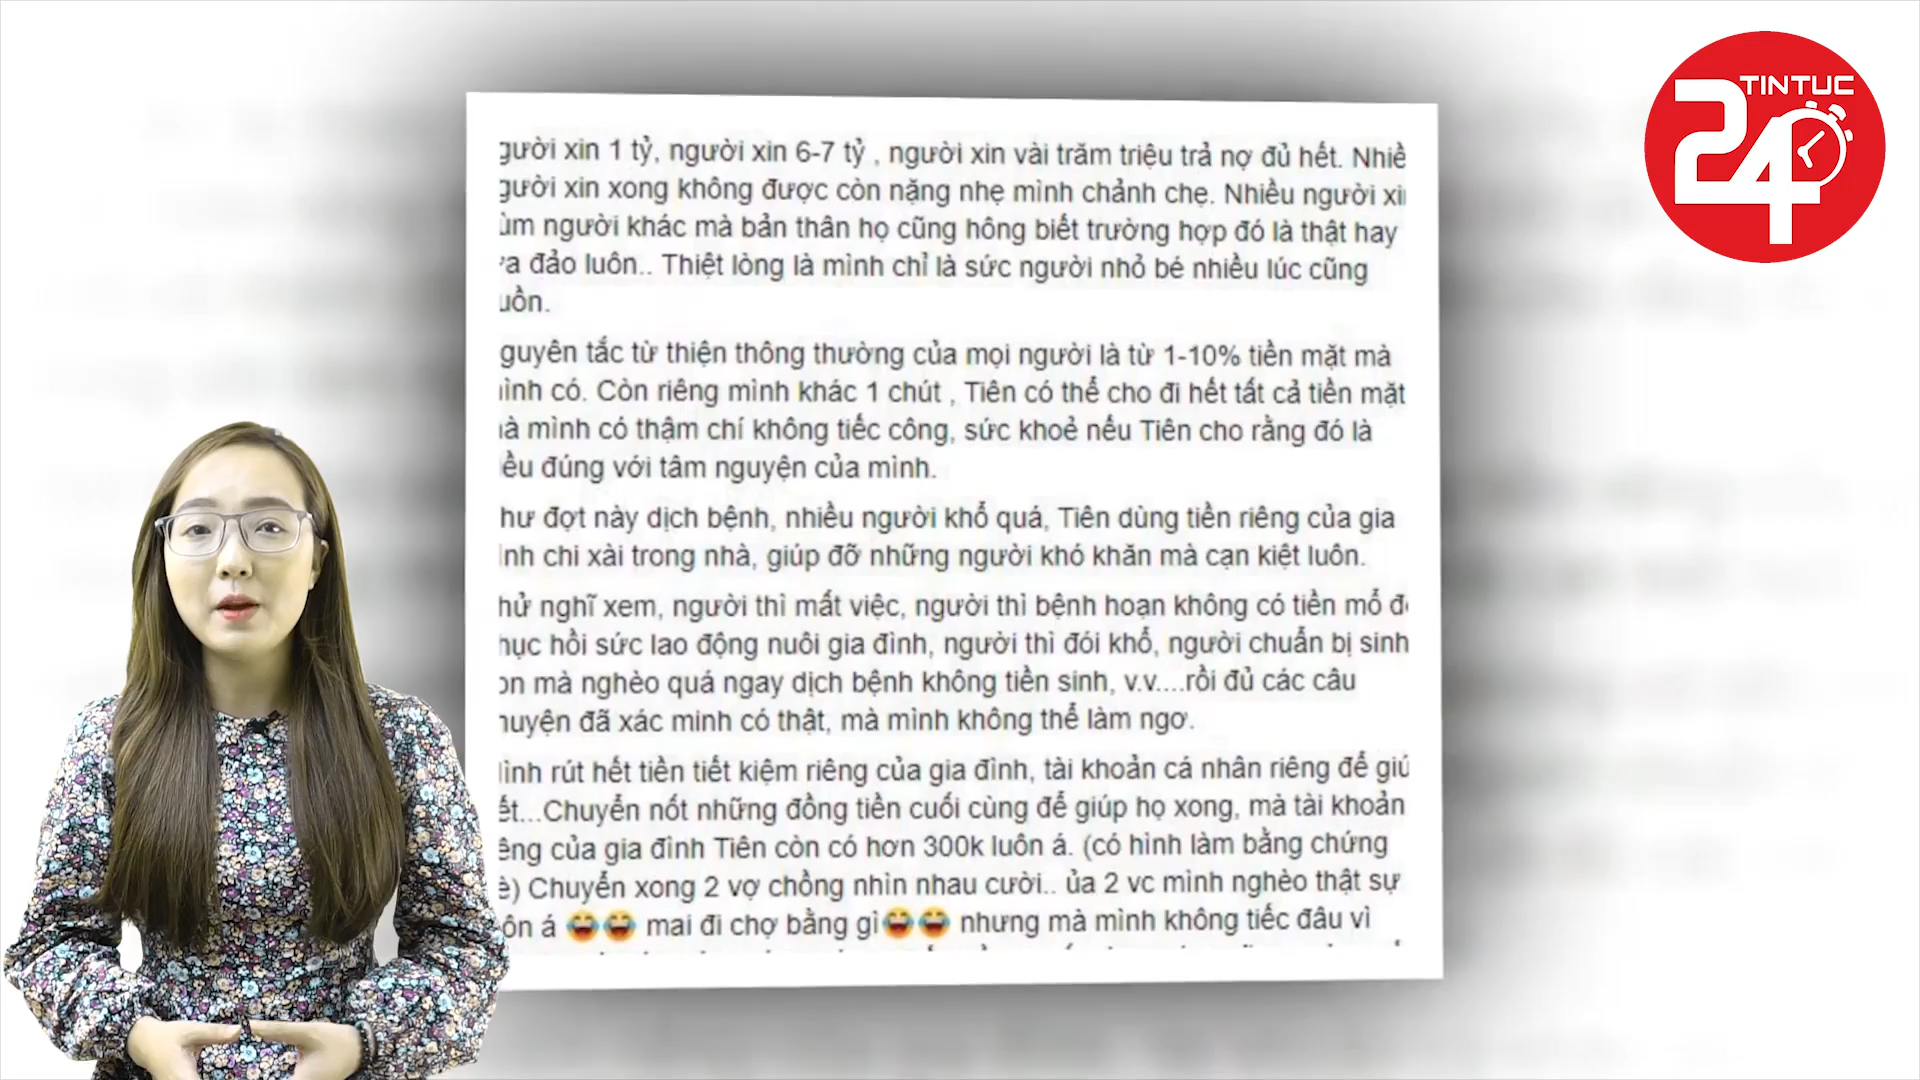 TINTUC
24
gười xin 1 tỷ, người xin 6-7 tỷ , người xin vài trăm triệu trả nợ đủ hết. Nhiề
gười xin xong không được còn nặng nhẹ mình chảnh chẹ. Nhiều người xi
ùm người khác mà bản thân họ cũng hông biết trường hợp đó là thật hay
ừa đảo luôn.. Thiệt lòng là mình chỉ là sức người nhỏ bé nhiều lúc cũng
uồn.
guyên tắc từ thiện thông thường của mọi người là từ 1-10% tiền mặt mà
ình có. Còn riêng mình khác 1 chút , Tiên có thể cho đi hết tất cả tiền mặt
à mình có thậm chí không tiếc công, sức khoẻ nếu Tiên cho rằng đó là
iều đúng với tâm nguyện của mình.
hư đợt này dịch bệnh, nhiều người khổ quá, Tiên dùng tiền riêng của gia
ình chi xài trong nhà, giúp đỡ những người khó khăn mà cạn kiệt luôn.
hử nghĩ xem, người thì mất việc, người thì bệnh hoạn không có tiền mổ để
hục hồi sức lao động nuôi gia đình, người thì đói khổ, người chuẩn bị sinh
on mà nghèo quá ngay dịch bệnh không tiền sinh, v.v....rồi đủ các câu
huyện đã xác minh có thật, mà mình không thể làm ngơ.
ình rút hết tiền tiết kiệm riêng của gia đình, tài khoản cá nhân riêng để giú
ết...Chuyển nốt những đồng tiền cuối cùng để giúp họ xong, mà tài khoản
êng của gia đình Tiên còn có hơn 300k luôn á. (có hình làm bằng chứng
è) Chuyển xong 2 vợ chồng nhìn nhau cười.. ủa 2 vc mình nghèo thật sự
ôn á 😂😂 mai đi chợ bằng gì😂😂 nhưng mà mình không tiếc đâu vì